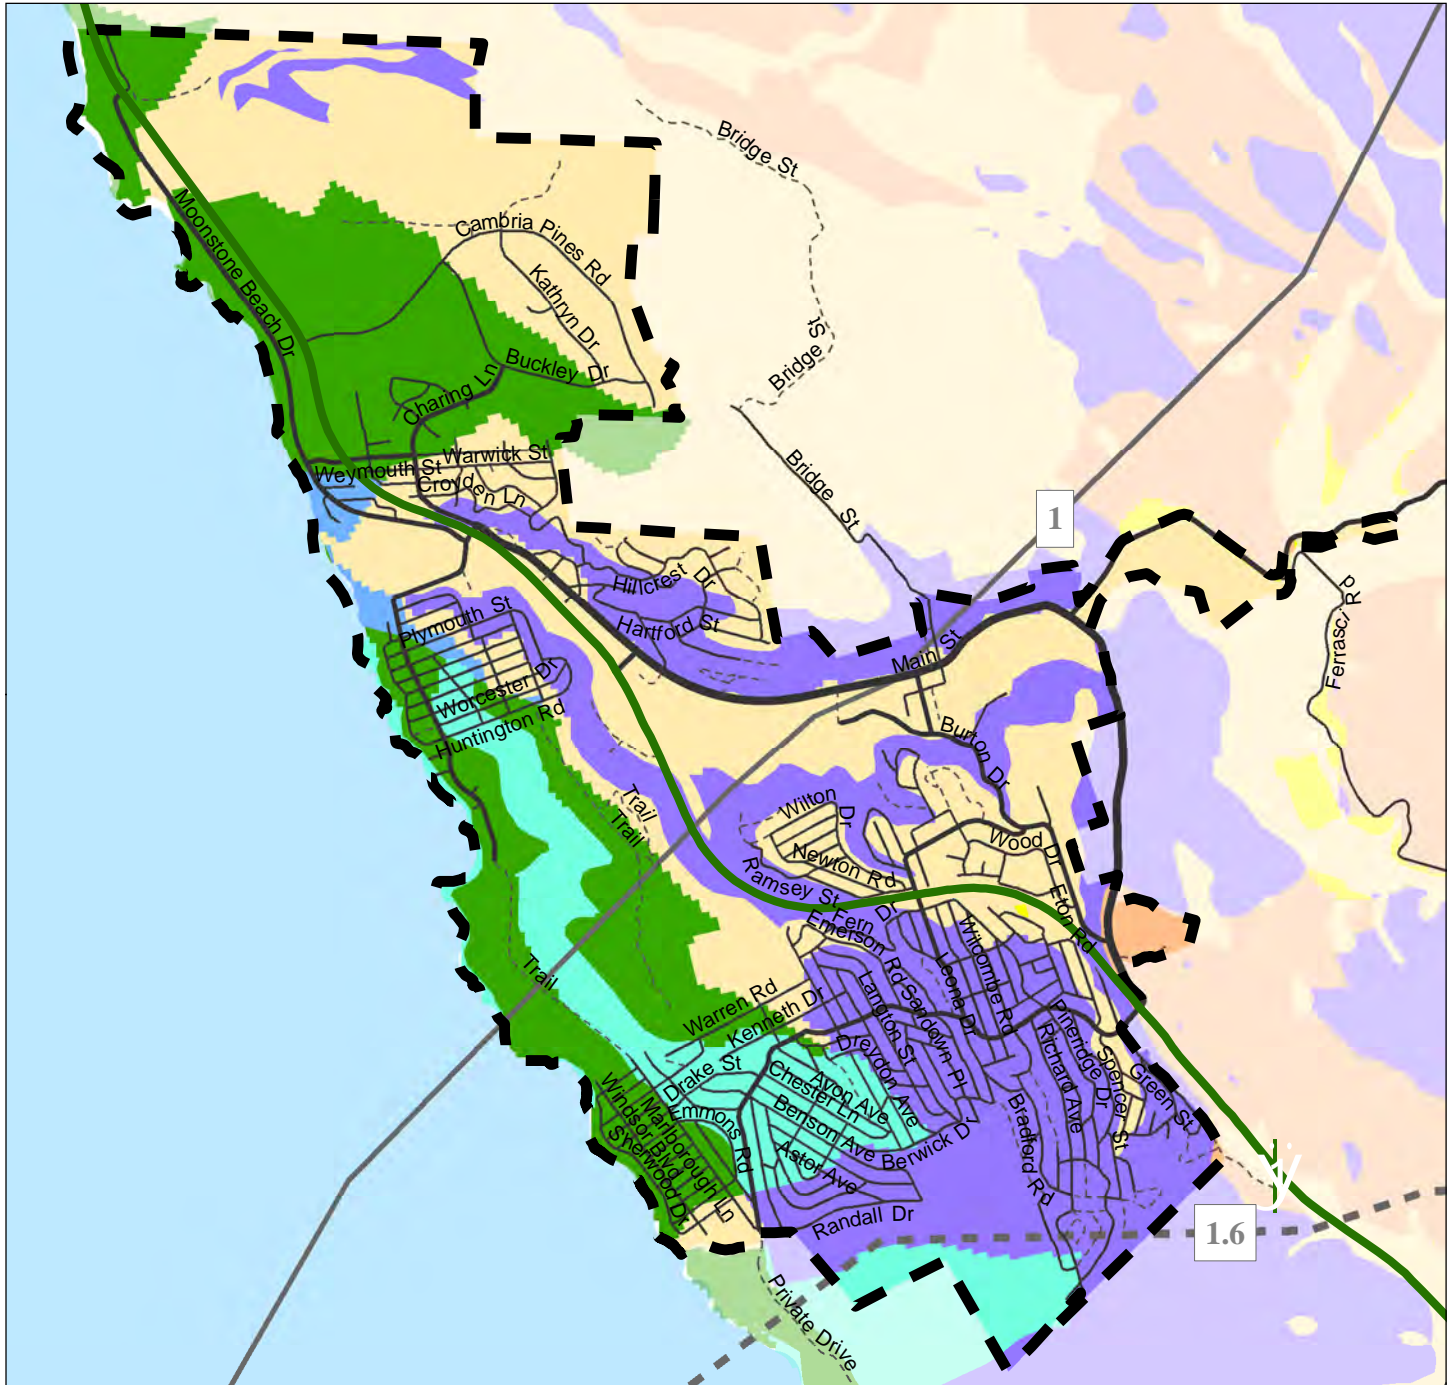 Bridge St
Moonstone Beach Dr
Cambria Pines Rd
Kathryn Dr
Bridge St
Buckley Dr
Charing Ln
Warwick St
Weymouth St
Croyden Ln
Bridge St
1
Hillcrest Dr
Ferrasci Rd
Plymouth St
Hartford St
Main St
Worcester Dr
Huntington Rd
Burton Dr
Trail
Trail
Wilton Dr
Wood Dr
Newton Rd
Ramsey St
Eton Rd
Fern Dr
Emerson Rd
Wilcombe Rd
Leona Dr
Trail
Langton St
Sandown Pl
Warren Rd
Kenneth Dr
Pineridge Dr
Richard Ave
Dreydon Ave
Spencer St
Green St
Drake St
Avon Ave
Chester Ln
Windsor Blvd
Marlborough Ln
Emmons Rd
Benson Ave
Bradford Rd
Sherwood Dr
Astor Ave
Berwick Dr
Randall Dr
1.6
Private Drive